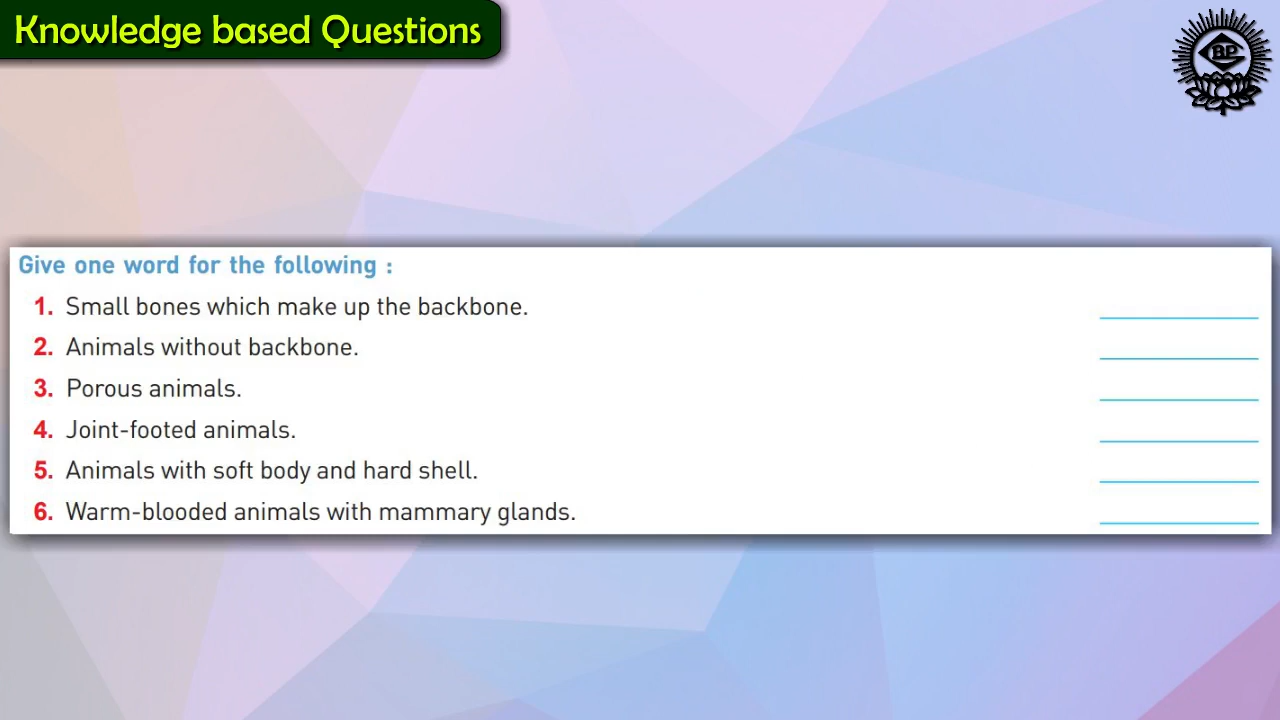 Knowledge based Questions
BP
Give one word for the following :
1. Small bones which make up the backbone.
2. Animals without backbone.
3. Porous animals.
4. Joint-footed animals.
5. Animals with soft body and hard shell.
6. Warm-blooded animals with mammary glands.